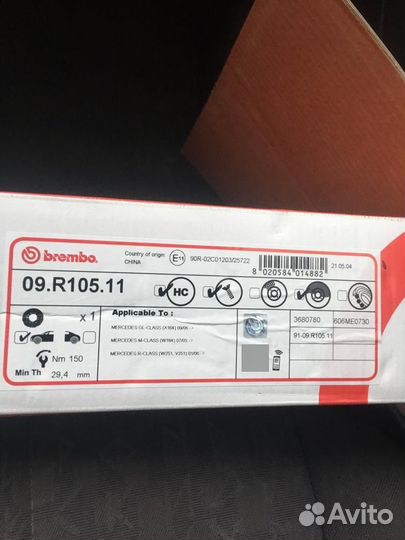 brembo.
Country of origin:
CHINA
E11 90R-02C01203/25722
8 020584 014882
21.05.04
09.R105.11
HC
x 1
Applicable To :
3680780
606ME0730
MERCEDES GL-CLASS (X164) 09/06 ->
91-09.R105.11
MERCEDES M-CLASS (W164) 07/05 ->
MERCEDES R-CLASS (W251, V251) 01/06 ->
Nm 150
Min Th 29,4 mm
Avito